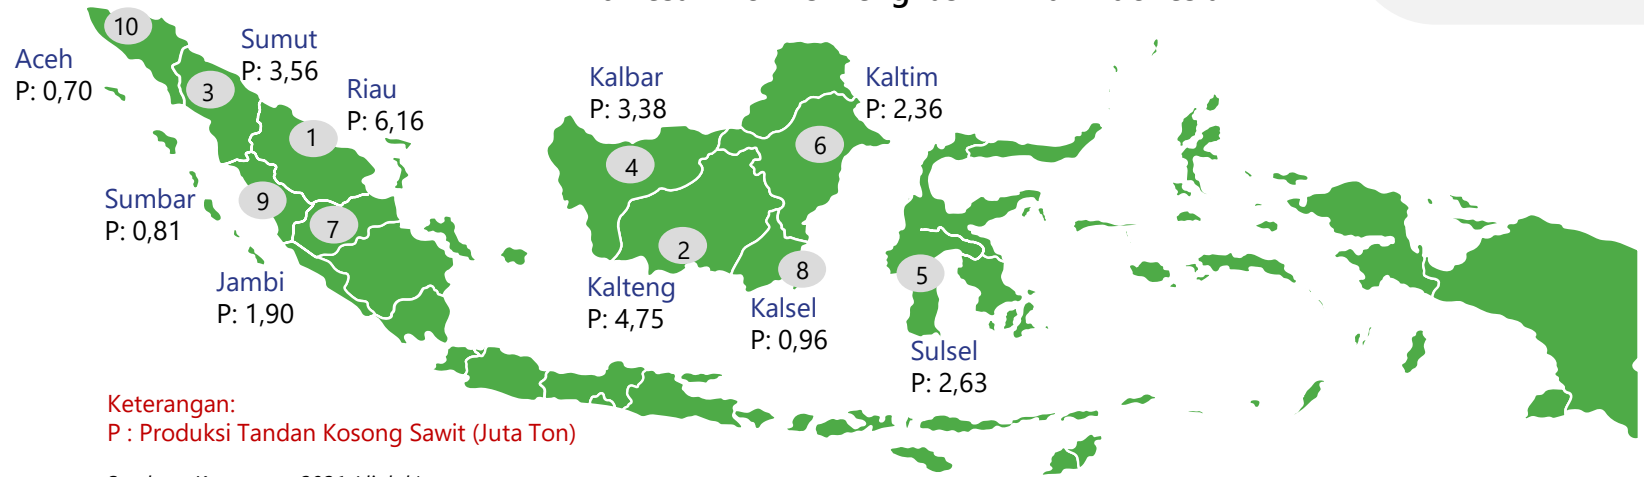 10
Aceh
P: 0,70
Sumut
P: 3,56
3
Riau
P: 6,16
1
Kalbar
P: 3,38
4
Kaltim
P: 2,36
6
Sumbar
P: 0,81
9
7
Jambi
P: 1,90
2
Kalteng
P: 4,75
8
Kalsel
P: 0,96
5
Sulsel
P: 2,63
Keterangan:
P : Produksi Tandan Kosong Sawit (Juta Ton)